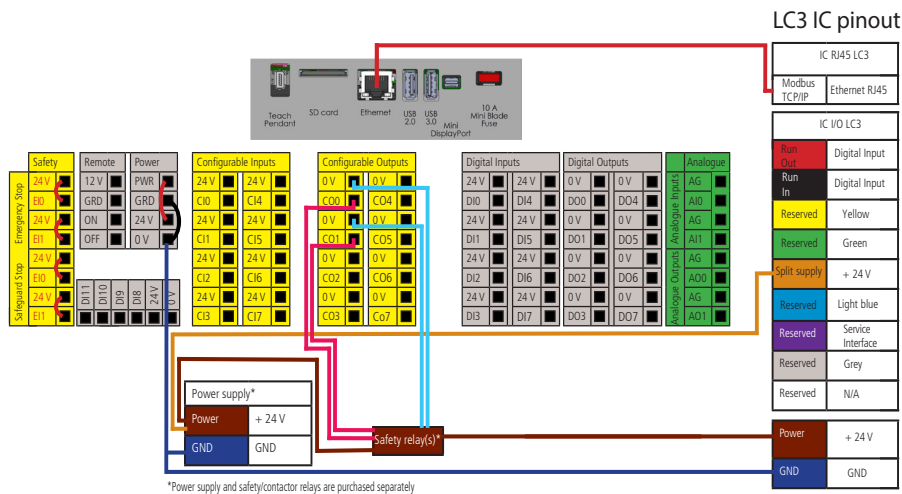 LC3 IC pinout
IC RJ45 LC3
Modbus
TCP/IP
Ethernet RJ45
Teach
Pendant
SD card
Ethernet
USB
2.0
USB
3.0
Mini
DisplayPort
10 A
Mini Blade
Fuse
IC I/O LC3
Run
Out
Digital Input
Run
In
Digital Input
Reserved
Yellow
Reserved
Green
Split supply
+ 24 V
Reserved
Light blue
Reserved
Service
Interface
Reserved
Grey
Reserved
N/A
Power
+ 24 V
GND
GND
Safety
Emergency Stop
24 V
EI0
24 V
EI1
Safeguard Stop
24 V
EI0
24 V
EI1
Remote
12 V
GRD
ON
OFF
Power
PWR
GRD
24 V
0 V
DI11
DI10
DI9
DI8
24 V
0 V
Configurable Inputs
24 V 24 V
CI0 CI4
24 V 24 V
CI1 CI5
24 V 24 V
CI2 CI6
24 V 24 V
CI3 CI7
Configurable Outputs
0 V 0 V
CO0 CO4
0 V 0 V
CO1 CO5
0 V 0 V
CO2 CO6
0 V 0 V
CO3 Co7
Digital Inputs
24 V 24 V
DI0 DI4
24 V 24 V
DI1 DI5
24 V 24 V
DI2 DI6
24 V 24 V
DI3 DI7
Digital Outputs
0 V 0 V
DO0 DO4
0 V 0 V
DO1 DO5
0 V 0 V
DO2 DO6
0 V 0 V
DO3 DO7
Analogue
Analogue Inputs
AG
AI0
AG
AI1
Analogue Outputs
AG
AO0
AG
AO1
Power supply*
Power
+ 24 V
GND
GND
Safety relay(s)*
*Power supply and safety/contactor relays are purchased separately